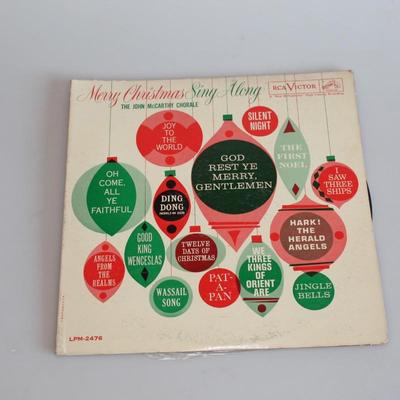 Merry Christmas Sing Along
THE JOHN McCARTHY CHORALE
RCA VICTOR
JOY
TO THE
WORLD
SILENT
NIGHT
GOD
REST YE
MERRY,
GENTLEMEN
THE
FIRST
NOEL
I
SAW
THREE
SHIPS
OH
COME,
ALL
YE
FAITHFUL
DING
DONG
MERRILY ON HIGH
HARK!
THE
HERALD
ANGELS
GOOD
KING
WENCESLAS
TWELVE
DAYS OF
CHRISTMAS
WE
THREE
KINGS OF
ORIENT
ARE
ANGELS
FROM THE
REALMS
WASSAIL
SONG
PAT-
A-
PAN
JINGLE
BELLS
LPM-2476